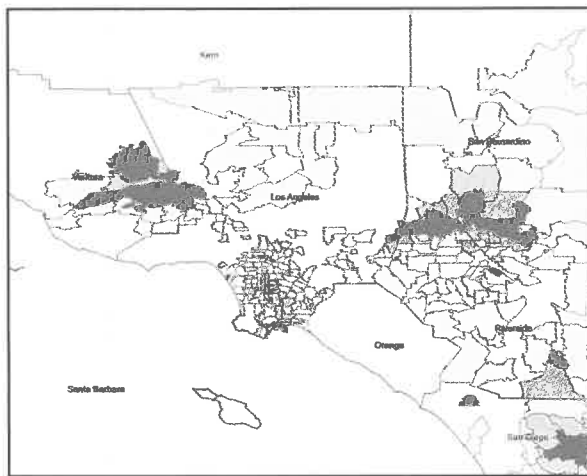 Kern
San Bernardino
Ventura
Los Angeles
Riverside
Orange
Santa Barbara
San Diego